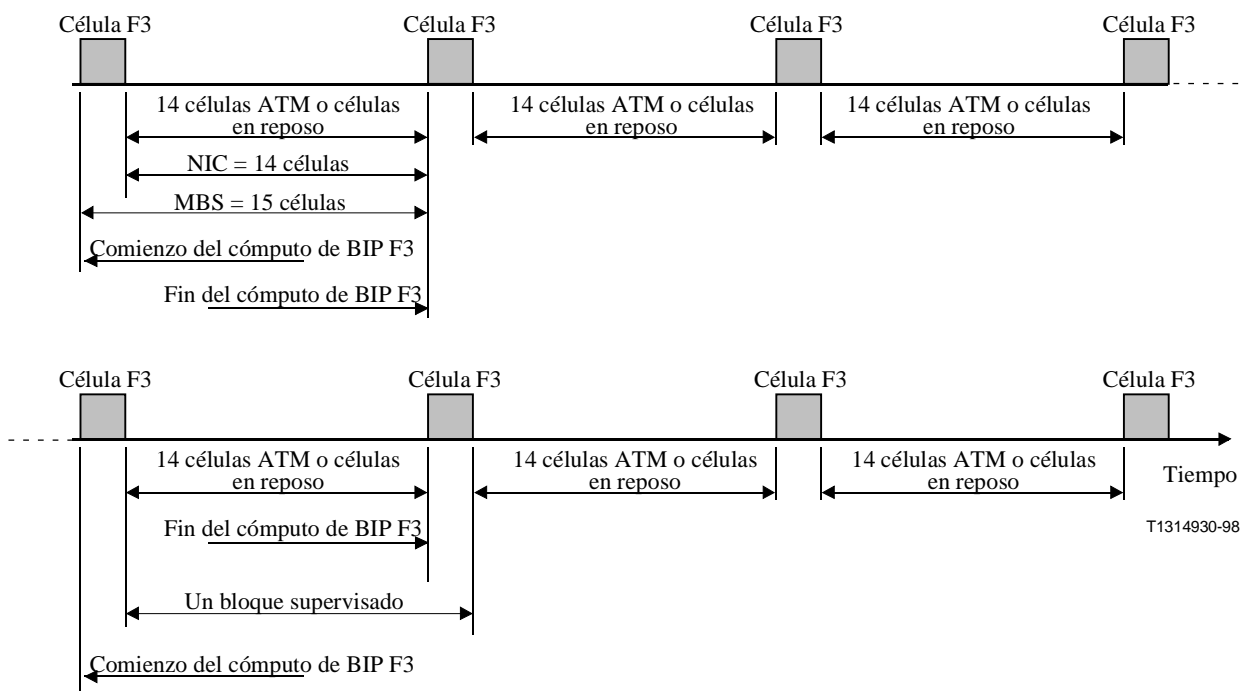 Célula F3 Célula F3 Célula F3 Célula F3
14 células ATM o células
en reposo
14 células ATM o células
en reposo
14 células ATM o células
en reposo
NIC = 14 células
MBS = 15 células
Comienzo del cómputo de BIP F3
Fin del cómputo de BIP F3
Célula F3 Célula F3 Célula F3 Célula F3
14 células ATM o células
en reposo
14 células ATM o células
en reposo
14 células ATM o células
en reposo
Tiempo
Fin del cómputo de BIP F3
T1314930-98
Un bloque supervisado
Comienzo del cómputo de BIP F3